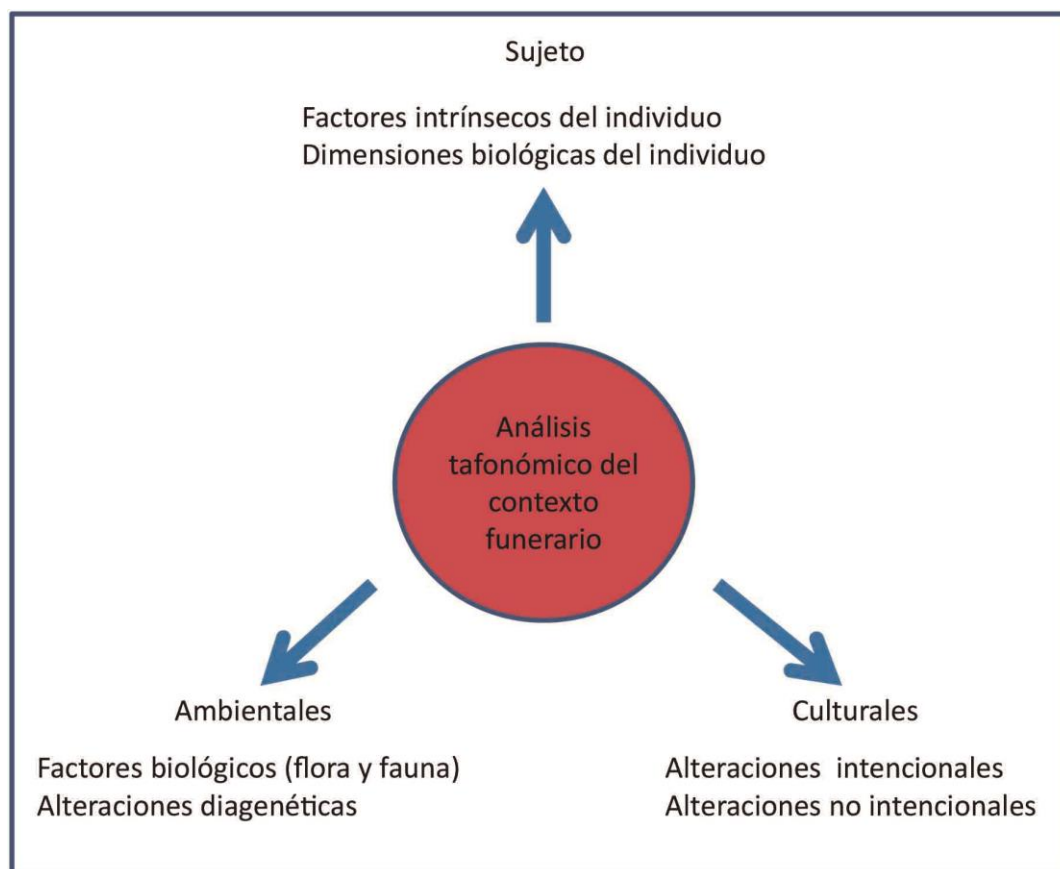 Sujeto
Factores intrínsecos del individuo
Dimensiones biológicas del individuo
Análisis
tafonómico del
contexto
funerario
Ambientales
Factores biológicos (flora y fauna)
Alteraciones diagenéticas
Culturales
Alteraciones intencionales
Alteraciones no intencionales